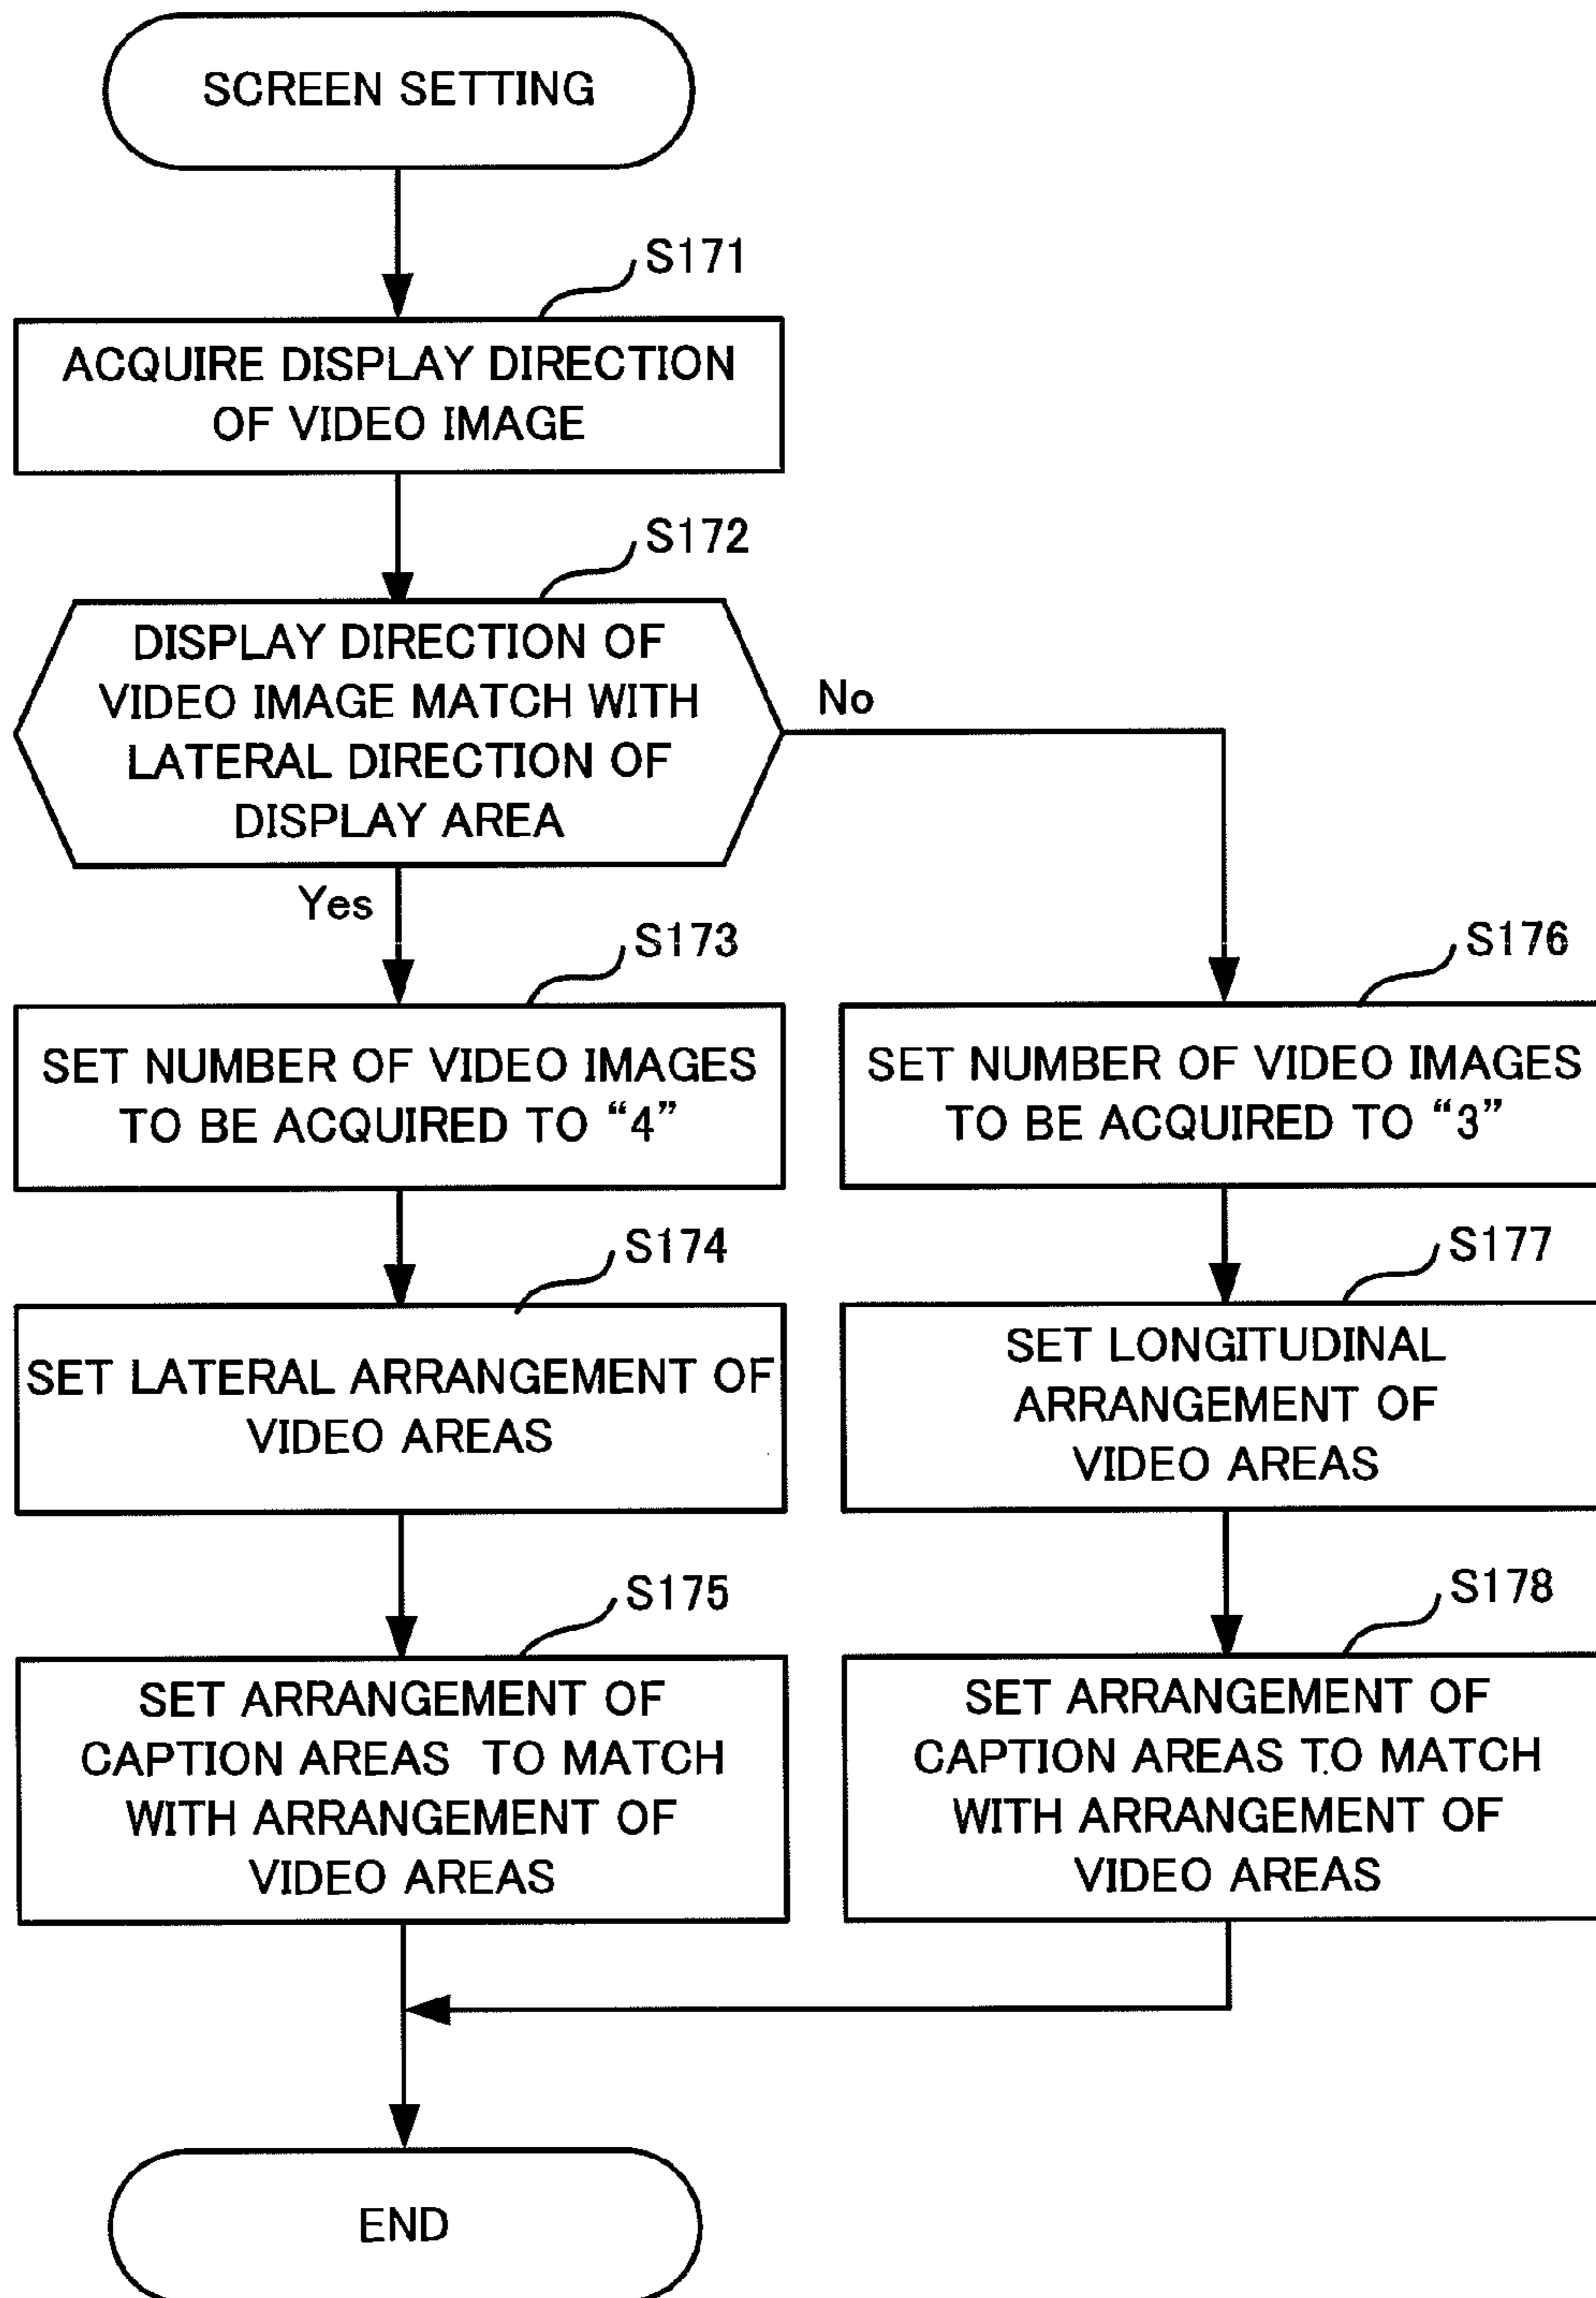 SCREEN SETTING
S171
ACQUIRE DISPLAY DIRECTION
OF VIDEO IMAGE
S172
DISPLAY DIRECTION OF
VIDEO IMAGE MATCH WITH
LATERAL DIRECTION OF
DISPLAY AREA
No
Yes
S173
SET NUMBER OF VIDEO IMAGES
TO BE ACQUIRED TO “4”
S174
SET LATERAL ARRANGEMENT OF
VIDEO AREAS
S175
SET ARRANGEMENT OF
CAPTION AREAS TO MATCH
WITH ARRANGEMENT OF
VIDEO AREAS
S176
SET NUMBER OF VIDEO IMAGES
TO BE ACQUIRED TO “3”
S177
SET LONGITUDINAL
ARRANGEMENT OF
VIDEO AREAS
S178
SET ARRANGEMENT OF
CAPTION AREAS TO MATCH
WITH ARRANGEMENT OF
VIDEO AREAS
END